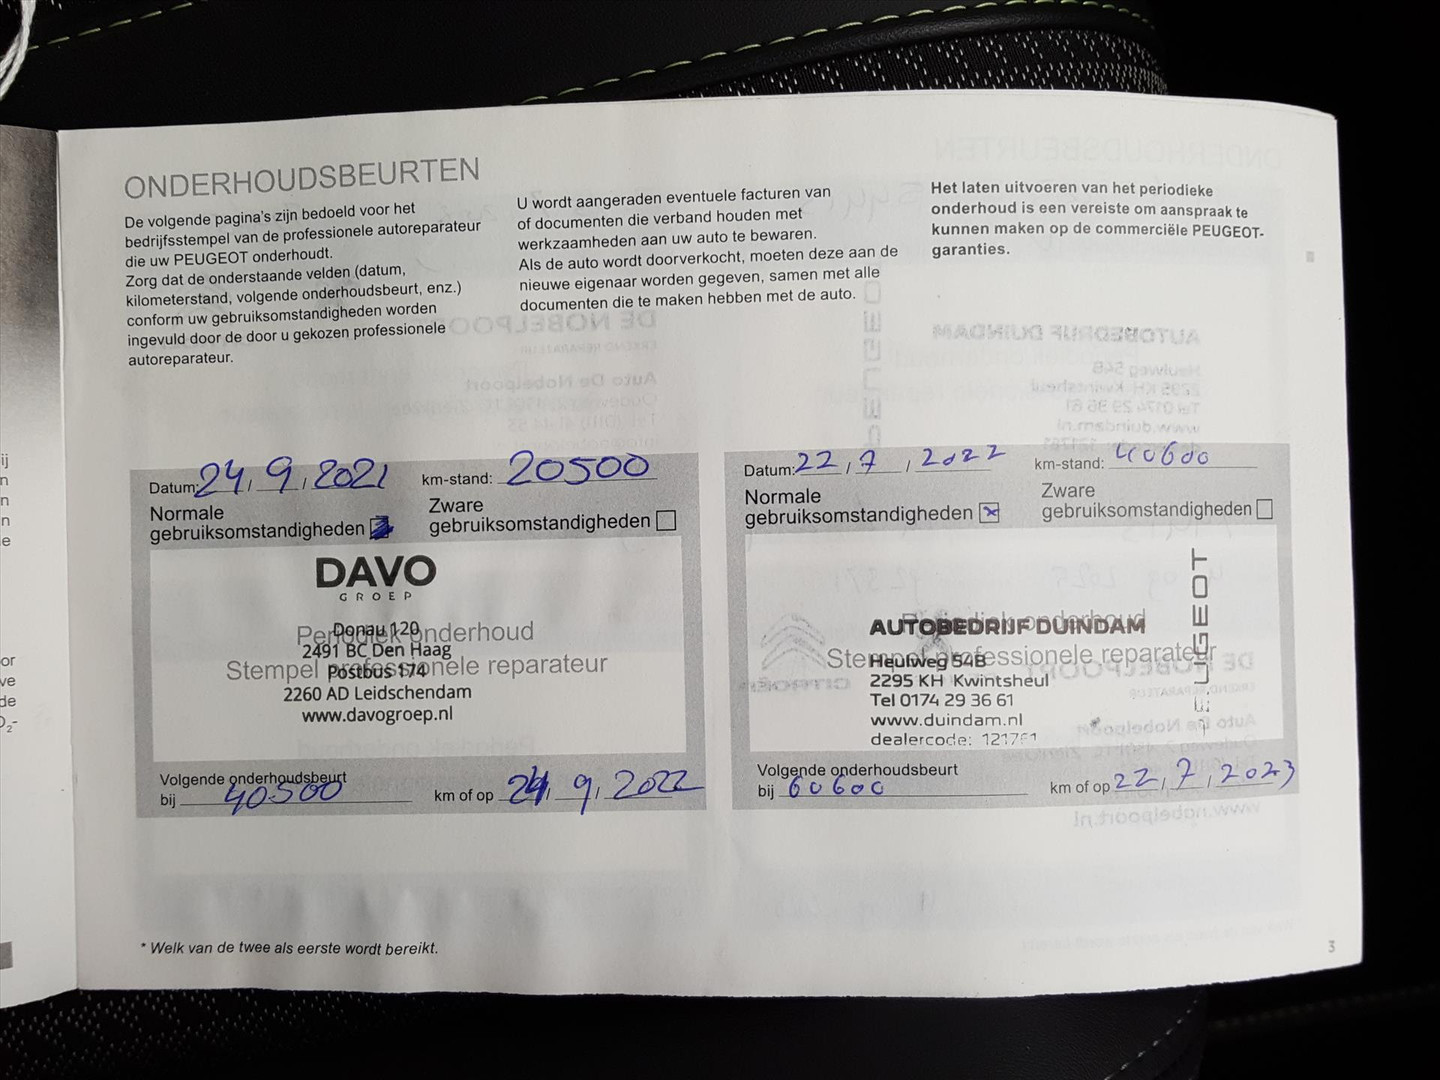 ONDERHOUDSBEURTEN
De volgende pagina's zijn bedoeld voor het
bedrijfsstempel van de professionele autoreparateur
die uw PEUGEOT onderhoudt.
Zorg dat de onderstaande velden (datum,
kilometerstand, volgende onderhoudsbeurt, enz.)
conform uw gebruiksomstandigheden worden
ingevuld door de door u gekozen professionele
autoreparateur.
U wordt aangeraden eventuele facturen van
of documenten die verband houden met
werkzaamheden aan uw auto te bewaren.
Als de auto wordt doorverkocht, moeten deze aan de
nieuwe eigenaar worden gegeven, samen met alle
documenten die te maken hebben met de auto.
Het laten uitvoeren van het periodieke
onderhoud is een vereiste om aanspraak te
kunnen maken op de commerciële PEUGEOT-
garanties.
Datum: 24, 9, 2021 km-stand: 20500
Normale
gebruiksomstandigheden
Zware
gebruiksomstandigheden
DAVO
GROEP
Periodiek onderhoud
Stempel professionele reparateur
Donau 120
2491 BC Den Haag
Postbus 174
2260 AD Leidschendam
www.davogroep.nl
Volgende onderhoudsbeurt
bij 40500 km of op 24, 9, 2022
Datum: 22, 7, 2022 km-stand: 40600
Normale
gebruiksomstandigheden
Zware
gebruiksomstandigheden
Periodiek onderhoud
Stempel professionele reparateur
AUTOBEDRIJF DUINDAM
Heulweg 54B
2295 KH Kwintsheul
Tel 0174 29 36 61
www.duindam.nl
dealercode:
PEUGEOT
Volgende onderhoudsbeurt
bij 60600 km of op 22, 7, 2023
* Welk van de twee als eerste wordt bereikt.
3